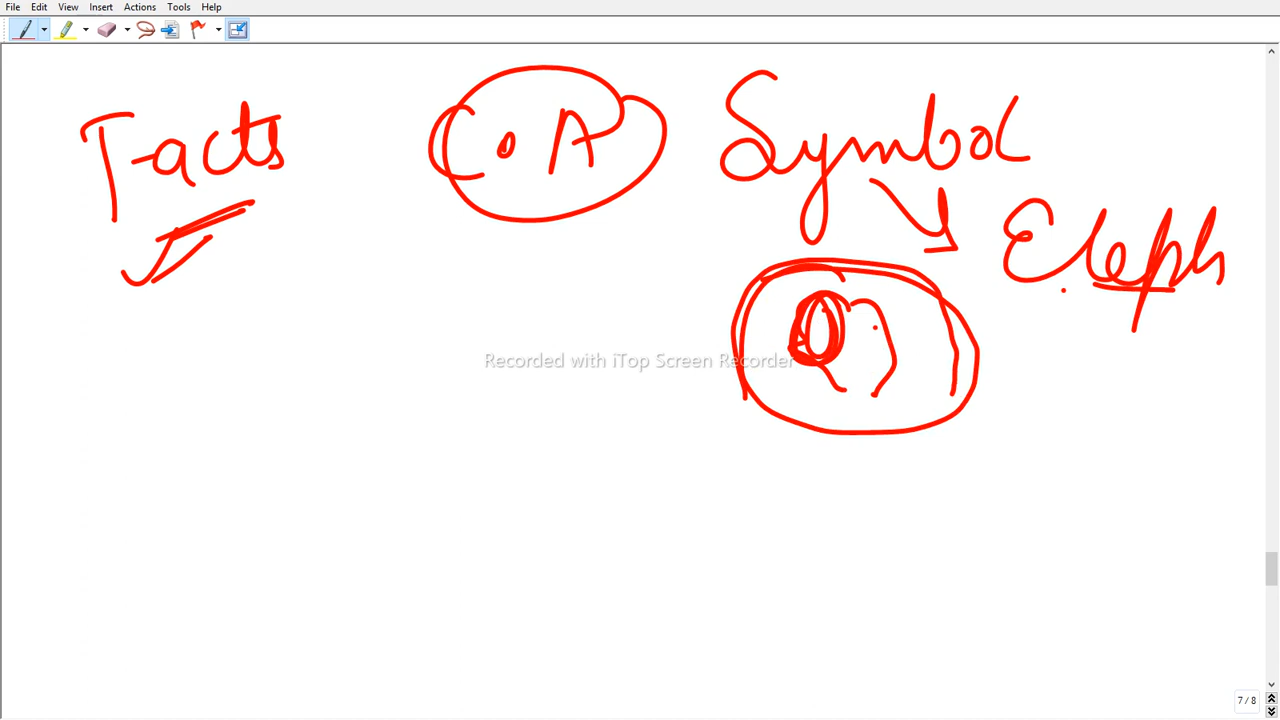 File Edit View Insert Actions Tools Help
Facts COA Symbol
Eleph
Recorded with iTop Screen Recorder
7 / 8